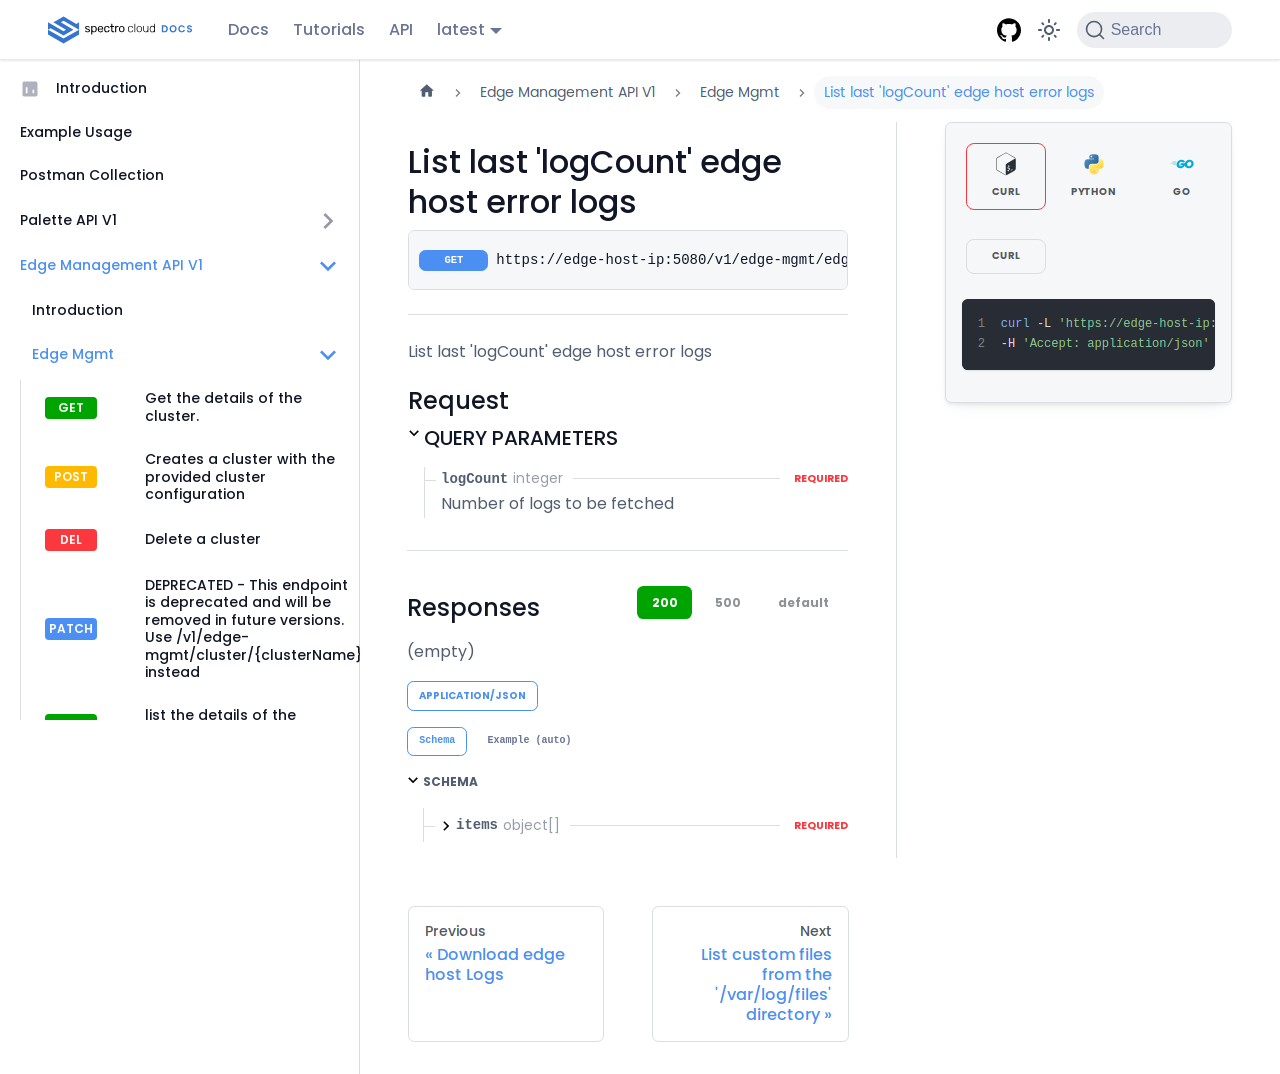 spectro cloud DOCS
Docs
Tutorials
API
latest
Search
Introduction
Example Usage
Postman Collection
Palette API V1
Edge Management API V1
Introduction
Edge Mgmt
GET
Get the details of the
cluster.
POST
Creates a cluster with the
provided cluster
configuration
DEL
Delete a cluster
PATCH
DEPRECATED - This endpoint
is deprecated and will be
removed in future versions.
Use /v1/edge-
mgmt/cluster/{clusterName}
instead
list the details of the
Edge Management API V1
Edge Mgmt
List last 'logCount' edge host error logs
List last 'logCount' edge
host error logs
GET
https://edge-host-ip:5080/v1/edge-mgmt/edg
List last 'logCount' edge host error logs
Request
QUERY PARAMETERS
logCount integer
REQUIRED
Number of logs to be fetched
Responses
200
500
default
(empty)
APPLICATION/JSON
Schema
Example (auto)
SCHEMA
items object[]
REQUIRED
CURL
PYTHON
GO
CURL
1 curl -L 'https://edge-host-ip:
2 -H 'Accept: application/json'
Previous
« Download edge
host Logs
Next
List custom files
from the
'/var/log/files'
directory »